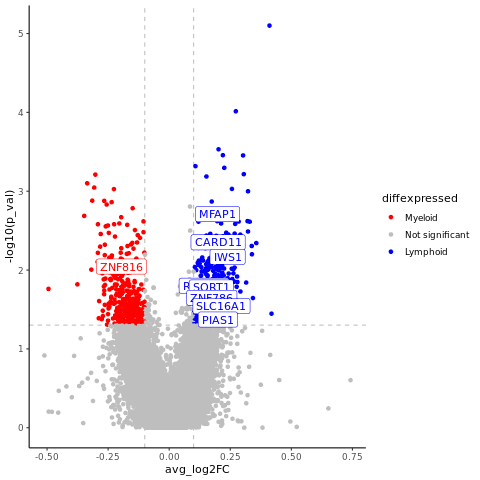 5
4
3
2
1
0
-log10(p_val)
MFAP1
CARD11
IWS1
ZNF816
RSORT1
ZNF786
SLC16A1
PIAS1
-0.50
-0.25
0.00
0.25
0.50
0.75
avg_log2FC
diffexpressed
Myeloid
Not significant
Lymphoid